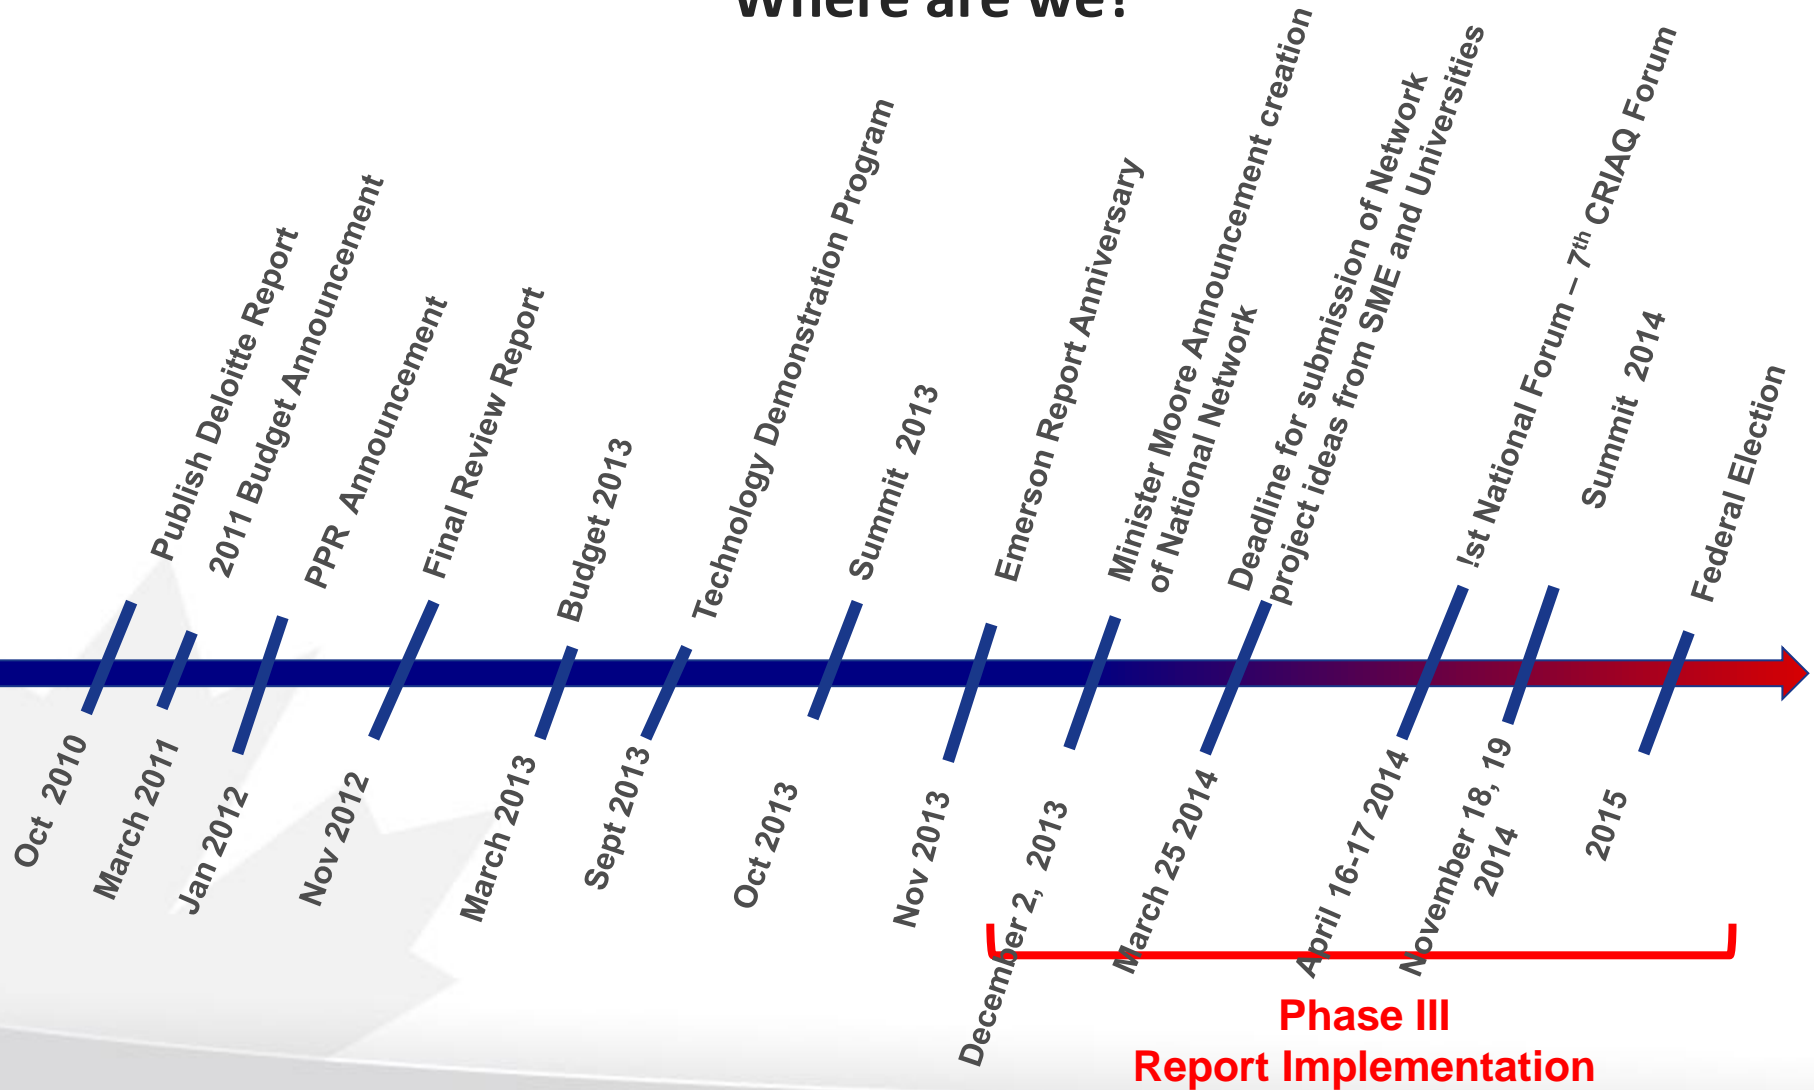 Where are we?
Publish Deloitte Report
2011 Budget Announcement
PPR Announcement
Final Review Report
Budget 2013
Technology Demonstration Program
Summit 2013
Emerson Report Anniversary
Minister Moore Announcement creation
of National Network
Deadline for submission of Network
project ideas from SME and Universities
!st National Forum – 7th CRIAQ Forum
Summit 2014
Federal Election
Oct 2010
March 2011
Jan 2012
Nov 2012
March 2013
Sept 2013
Oct 2013
Nov 2013
December 2, 2013
March 25 2014
April 16-17 2014
November 18, 19
2014
2015
Phase III
Report Implementation